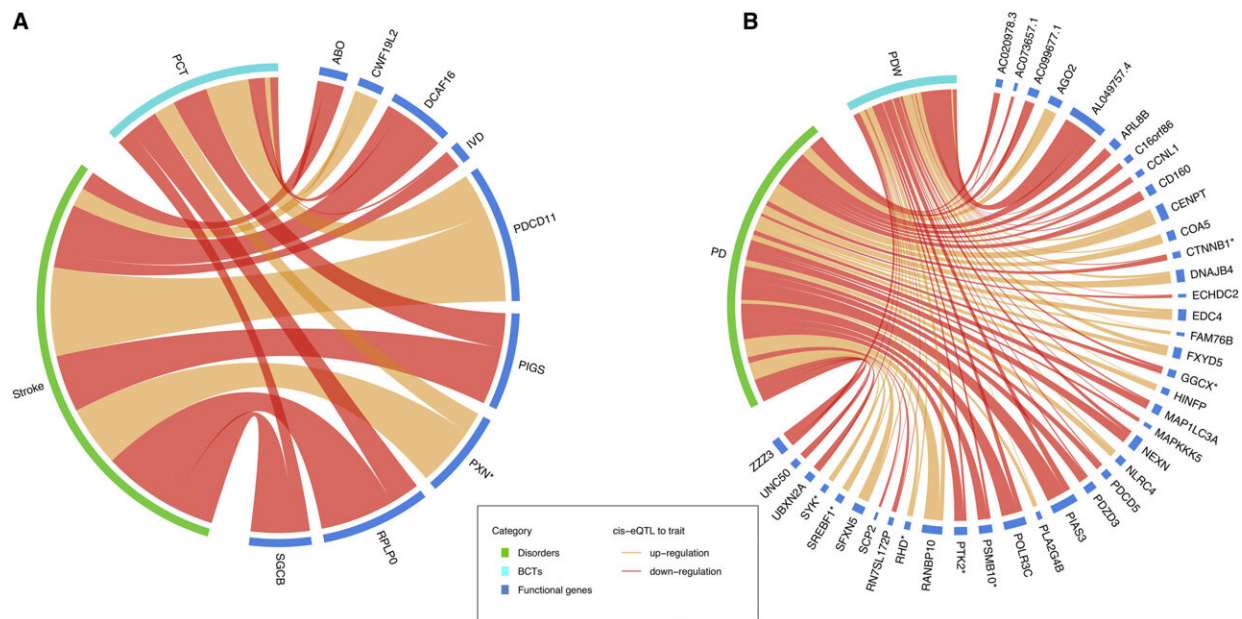 A
PCT
ABO
CWF19L2
DCAF16
IVD
PDCD11
PIGS
PXN*
RPLP0
SGCB
Stroke
B
PDW
AC020978.3
AC073657.1
AC099677.1
AGO2
AL049757.4
ARL8B
C16orf86
CCNL1
CD160
CENPT
COA5
CTNNB1*
DNAJB4
ECHDC2
EDC4
FAM76B
FXYD5
GGCX*
HINFP
MAP1LC3A
MAPKKK5
NEXN
NLRC4
PDCD5
PDZD3
PIAS3
PLA2G4B
POLR3C
PSMB10*
PTK2*
RANBP10
RHD*
RN7SL172P
SCP2
SFXN5
SREBF1*
SYK*
UBXN2A
UNC50
ZZZ3
PD
Category
Disorders
BCTs
Functional genes
cis-eQTL to trait
up-regulation
down-regulation